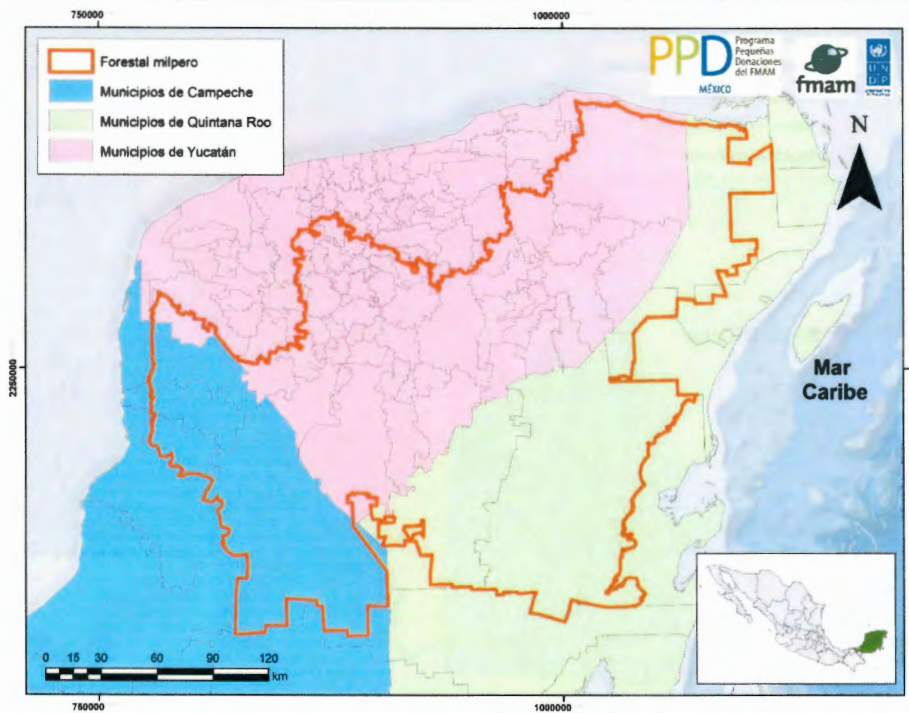 750000
1000000
Forestal milpero
Municipios de Campeche
Municipios de Quintana Roo
Municipios de Yucatán
PPD
Programa
Pequeñas
Donaciones
del FMAM
MÉXICO
fmam
U N
D P
N
2250000
Mar
Caribe
0 15 30 60 90 120
km
750000
1000000